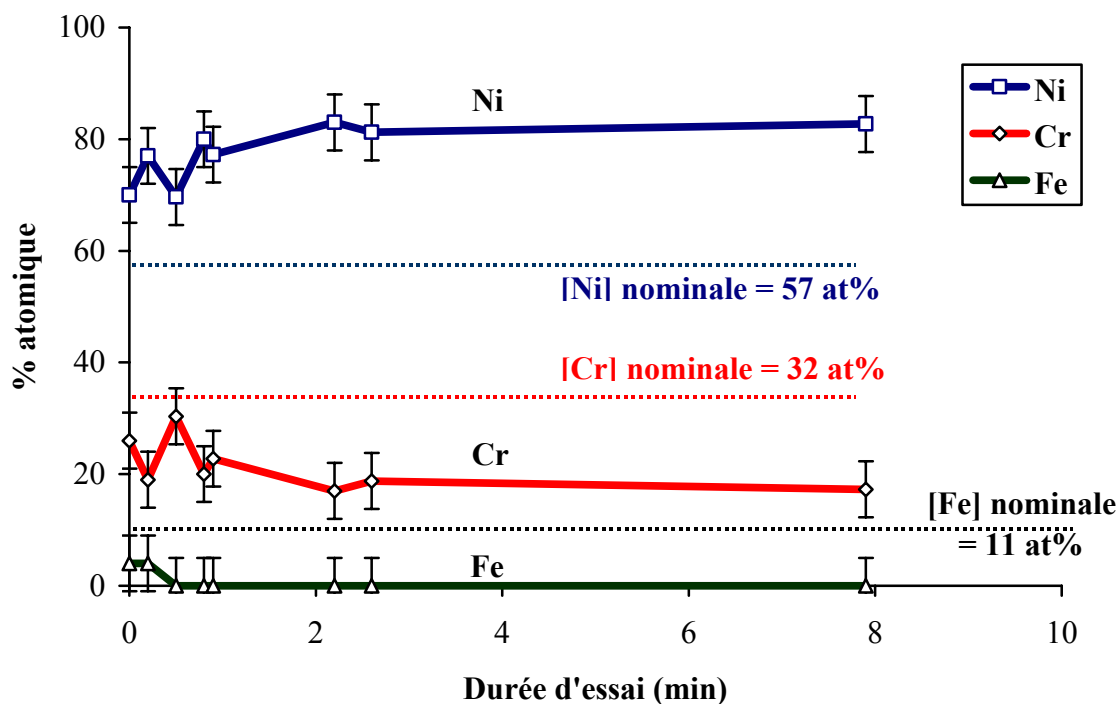 100
80
60
40
20
0
% atomique
Ni
Ni
Cr
Fe
[Ni] nominale = 57 at%
[Cr] nominale = 32 at%
Cr
[Fe] nominale
= 11 at%
Fe
0 2 4 6 8 10
Durée d'essai (min)